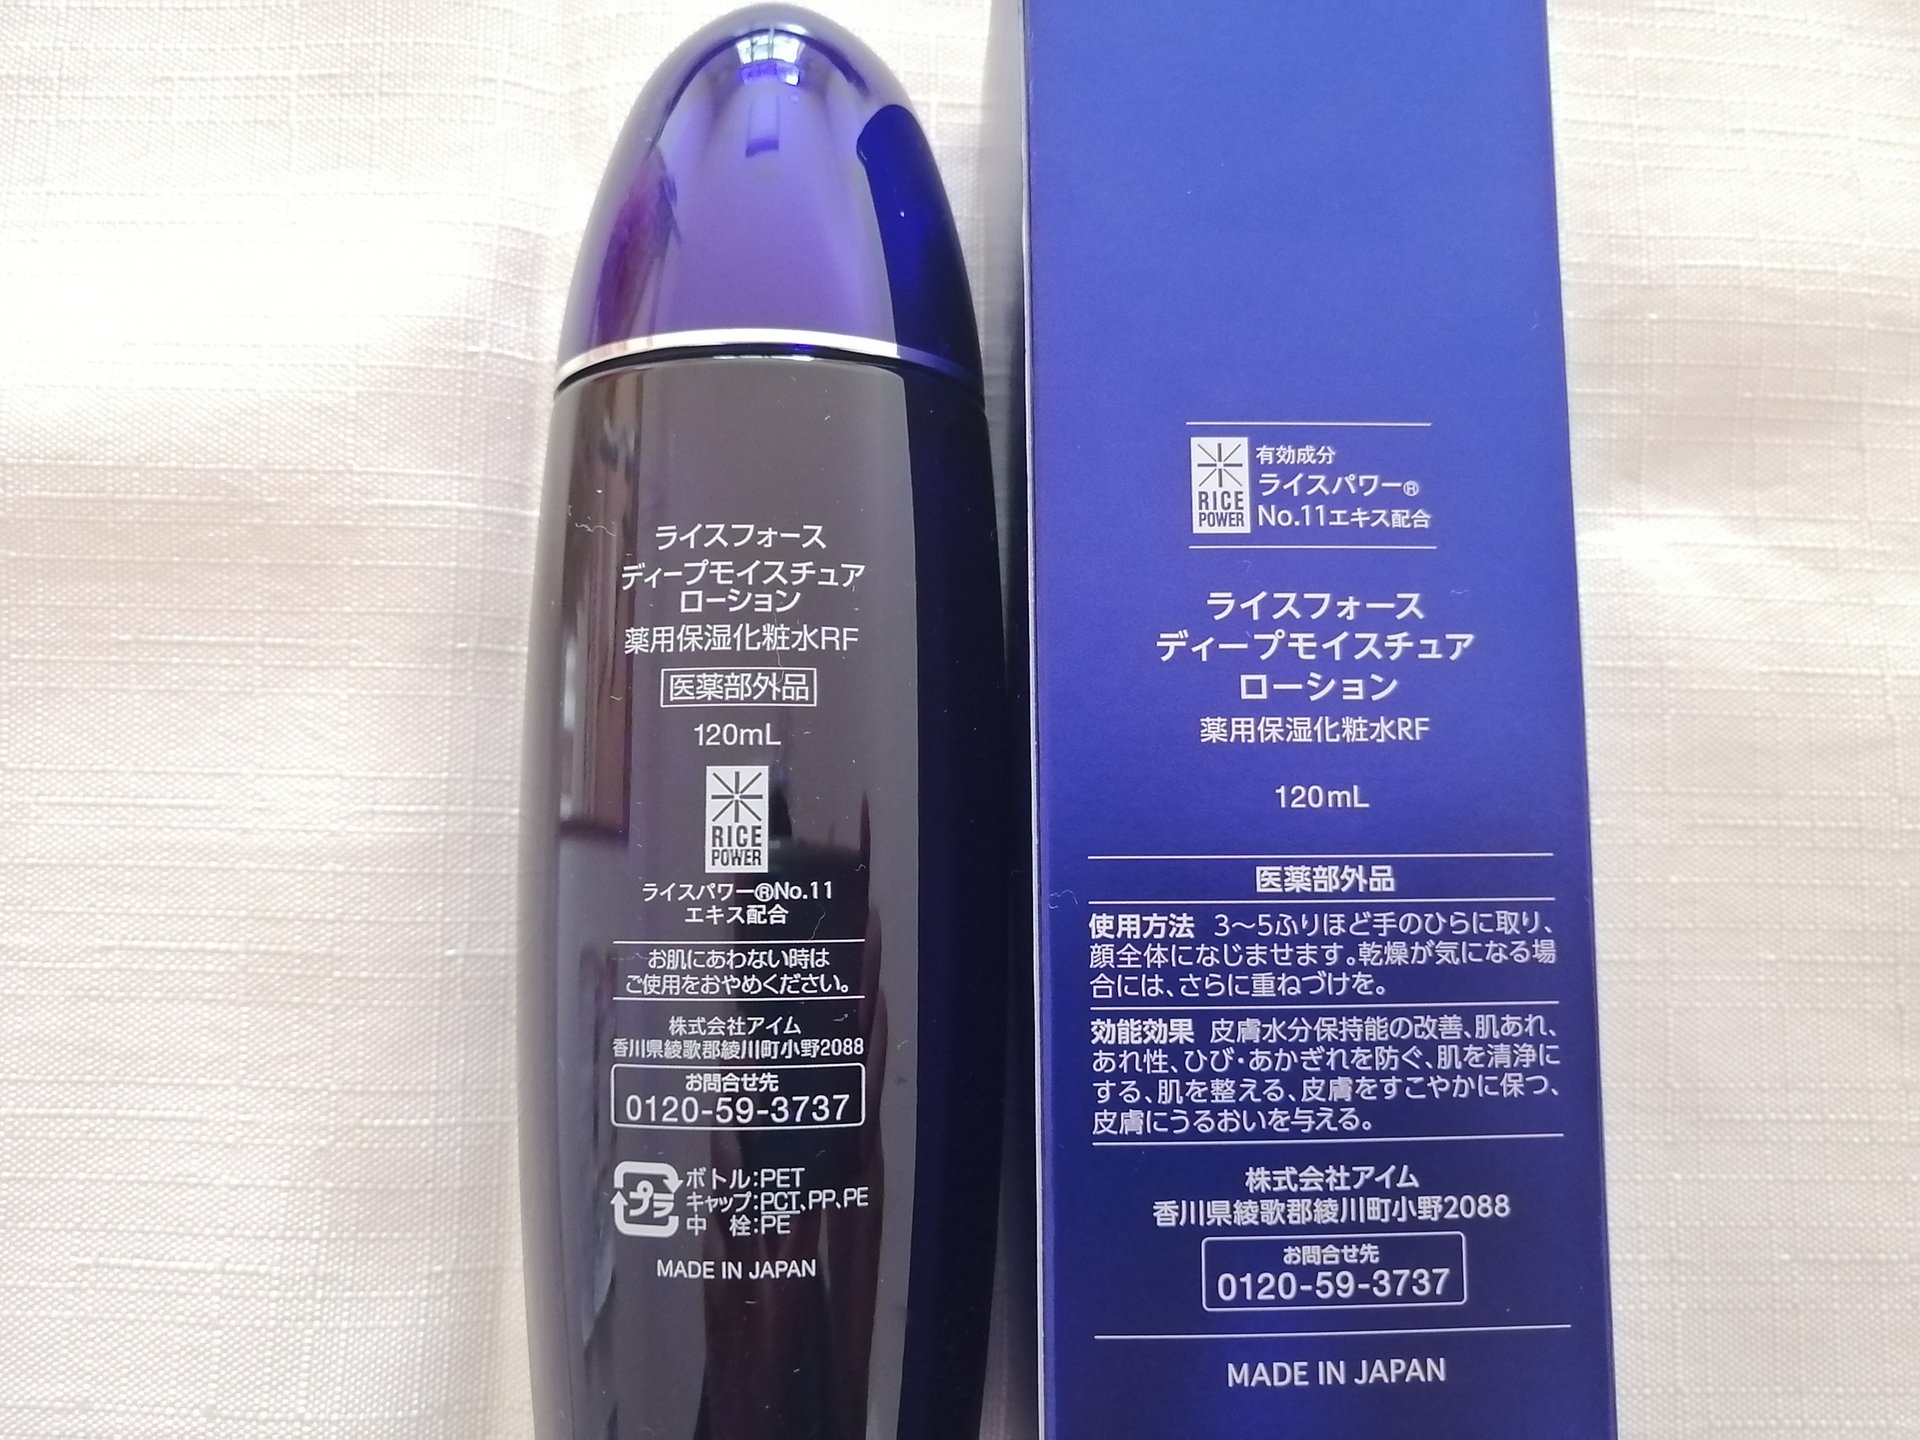 ライスフォース
ディープモイスチュア
ローション
薬用保湿化粧水RF
医薬部外品
120mL
RICE
POWER
ライスパワー®No.11
エキス配合
お肌にあわない時は
ご使用をおやめください。
株式会社アイム
香川県綾歌郡綾川町小野2088
お問合せ先
0120-59-3737
プラ
ボトル:PET
キャップ:PCT、PP、PE
中　栓:PE
MADE IN JAPAN
RICE
POWER
有効成分
ライスパワー®
No.11エキス配合
ライスフォース
ディープモイスチュア
ローション
薬用保湿化粧水RF
120mL
医薬部外品
使用方法 3〜5ふりほど手のひらに取り、
顔全体になじませます。乾燥が気になる場
合には、さらに重ねづけを。
効能効果 皮膚水分保持能の改善、肌あれ、
あれ性、ひび・あかぎれを防ぐ、肌を清浄に
する、肌を整える、皮膚をすこやかに保つ、
皮膚にうるおいを与える。
株式会社アイム
香川県綾歌郡綾川町小野2088
お問合せ先
0120-59-3737
MADE IN JAPAN